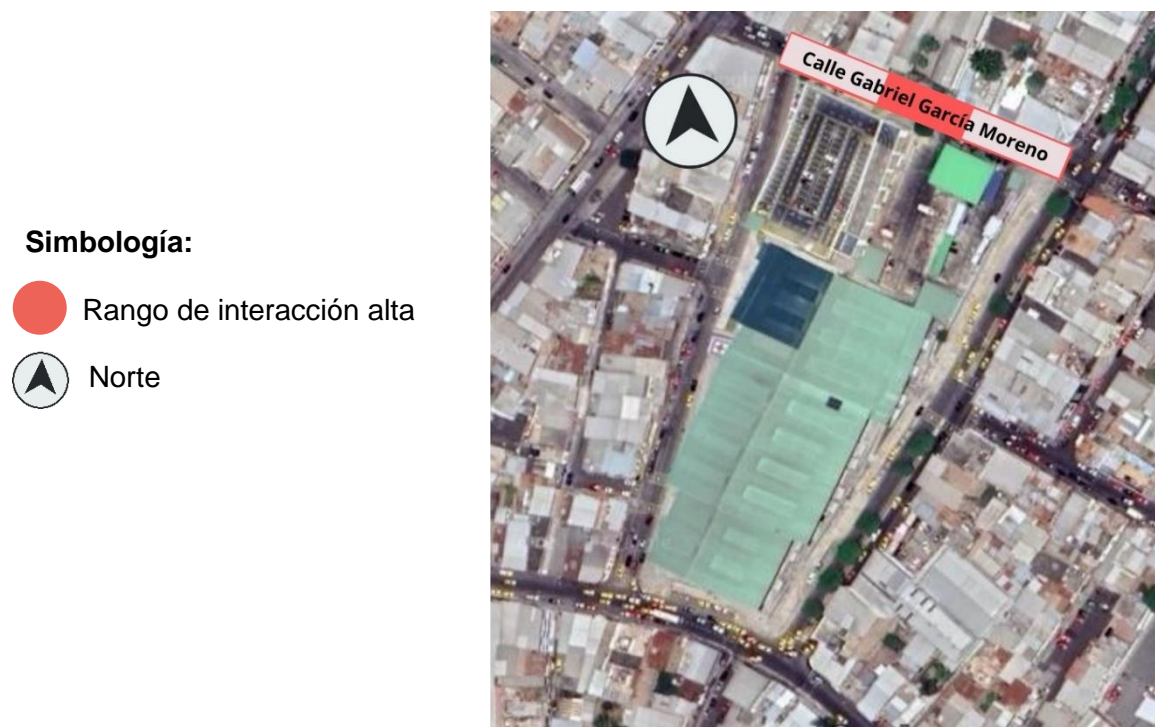 Calle Gabriel García Moreno
Simbología:
Rango de interacción alta
Norte